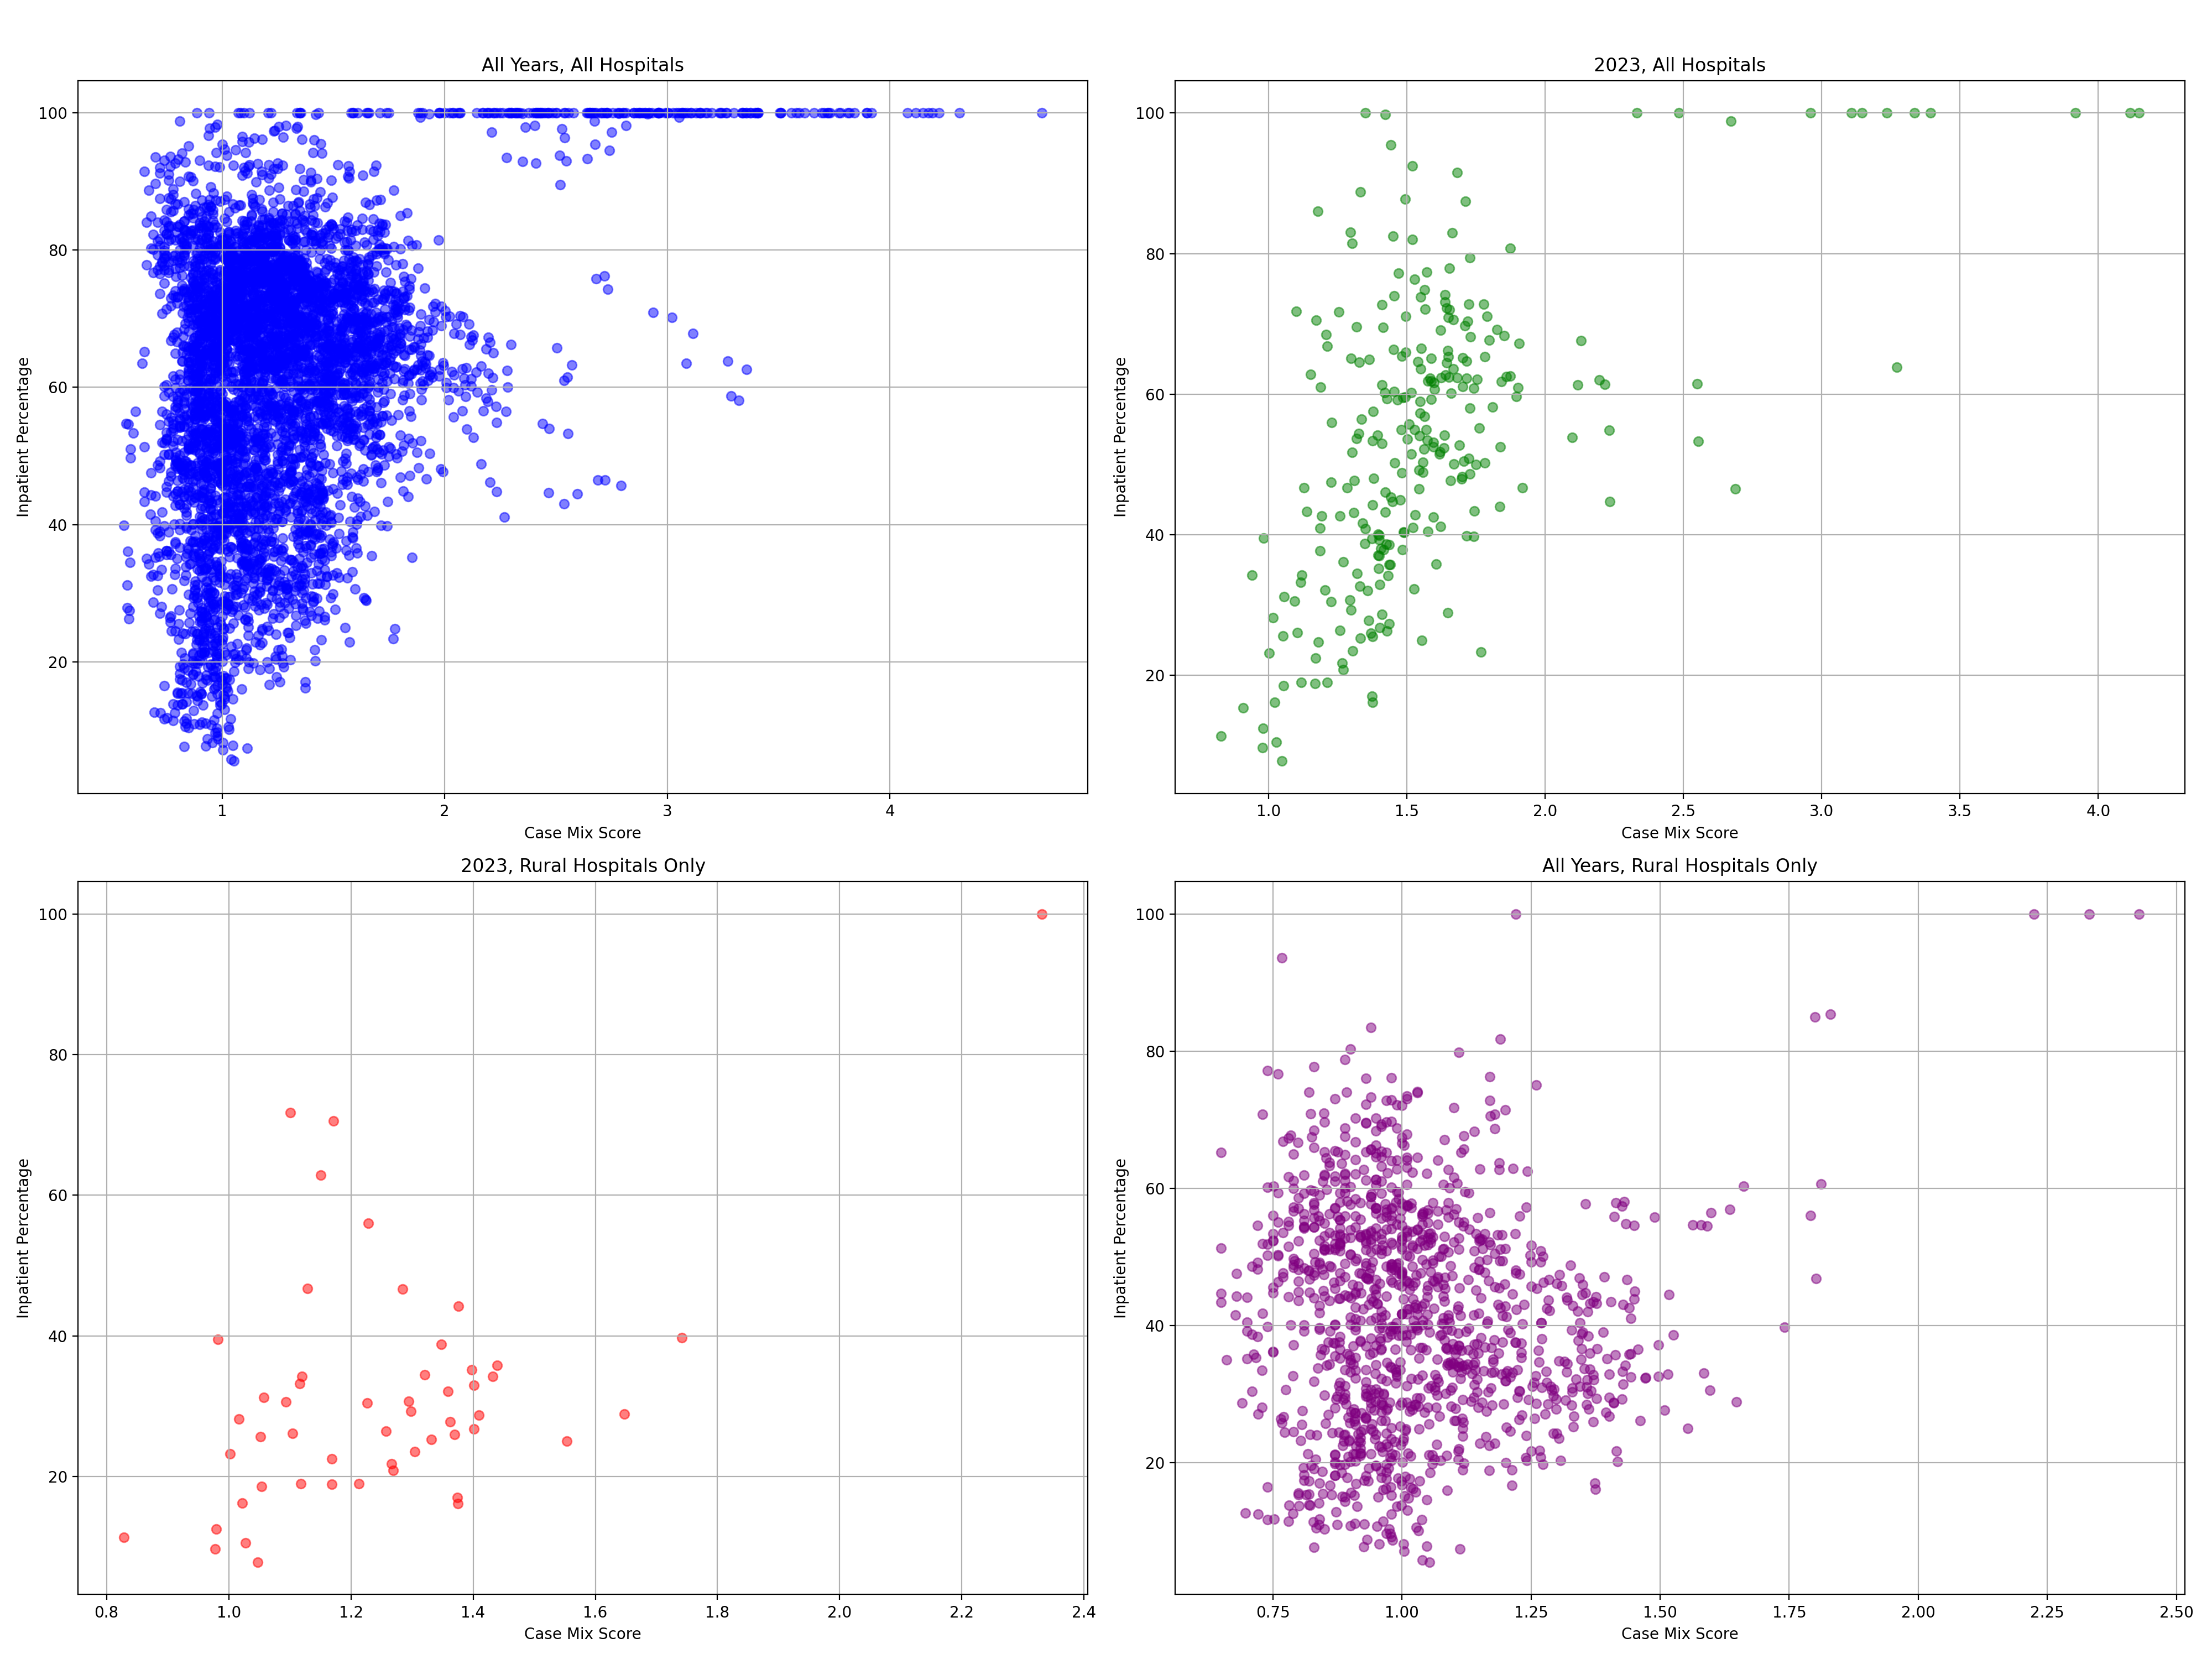 All Years, All Hospitals
Inpatient Percentage
100
80
60
40
20
1 2 3 4
Case Mix Score
2023, All Hospitals
Inpatient Percentage
100
80
60
40
20
1.0 1.5 2.0 2.5 3.0 3.5 4.0
Case Mix Score
2023, Rural Hospitals Only
Inpatient Percentage
100
80
60
40
20
0.8 1.0 1.2 1.4 1.6 1.8 2.0 2.2 2.4
Case Mix Score
All Years, Rural Hospitals Only
Inpatient Percentage
100
80
60
40
20
0.75 1.00 1.25 1.50 1.75 2.00 2.25 2.50
Case Mix Score